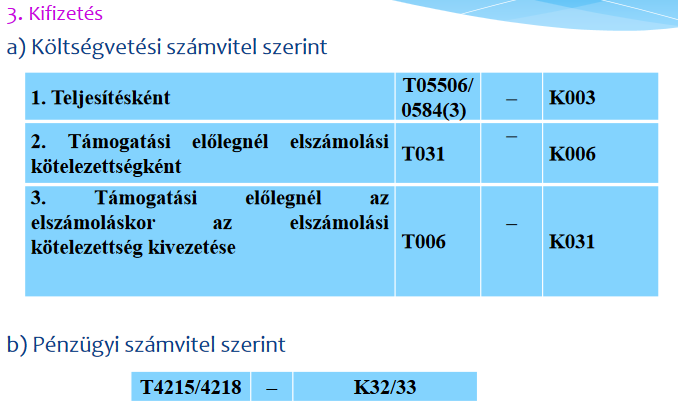 3. Kifizetés
a) Költségvetési számvitel szerint
1. Teljesítésként
T05506/
0584(3)
–
K003
2. Támogatási előlegnél elszámolási
kötelezettségként
T031
–
K006
3. Támogatási előlegnél az
elszámoláskor az elszámolási
kötelezettség kivezetése
T006
–
K031
b) Pénzügyi számvitel szerint
T4215/4218 – K32/33